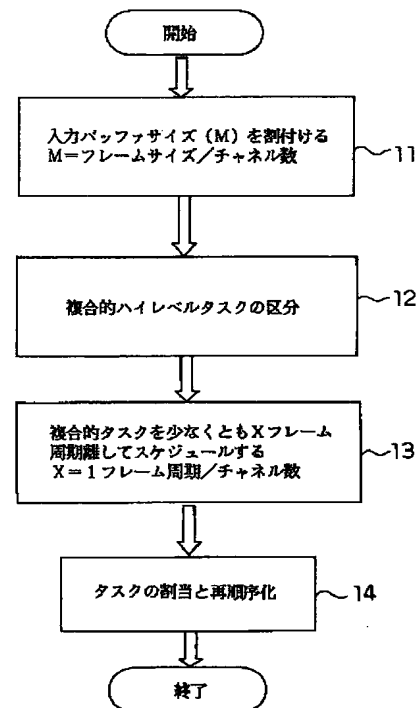 開始
入力バッファサイズ（M）を割付ける
M＝フレームサイズ／チャネル数
11
複合的ハイレベルタスクの区分
12
複合的タスクを少なくともXフレーム
周期離してスケジュールする
X＝1フレーム周期／チャネル数
13
タスクの割当と再順序化
14
終了